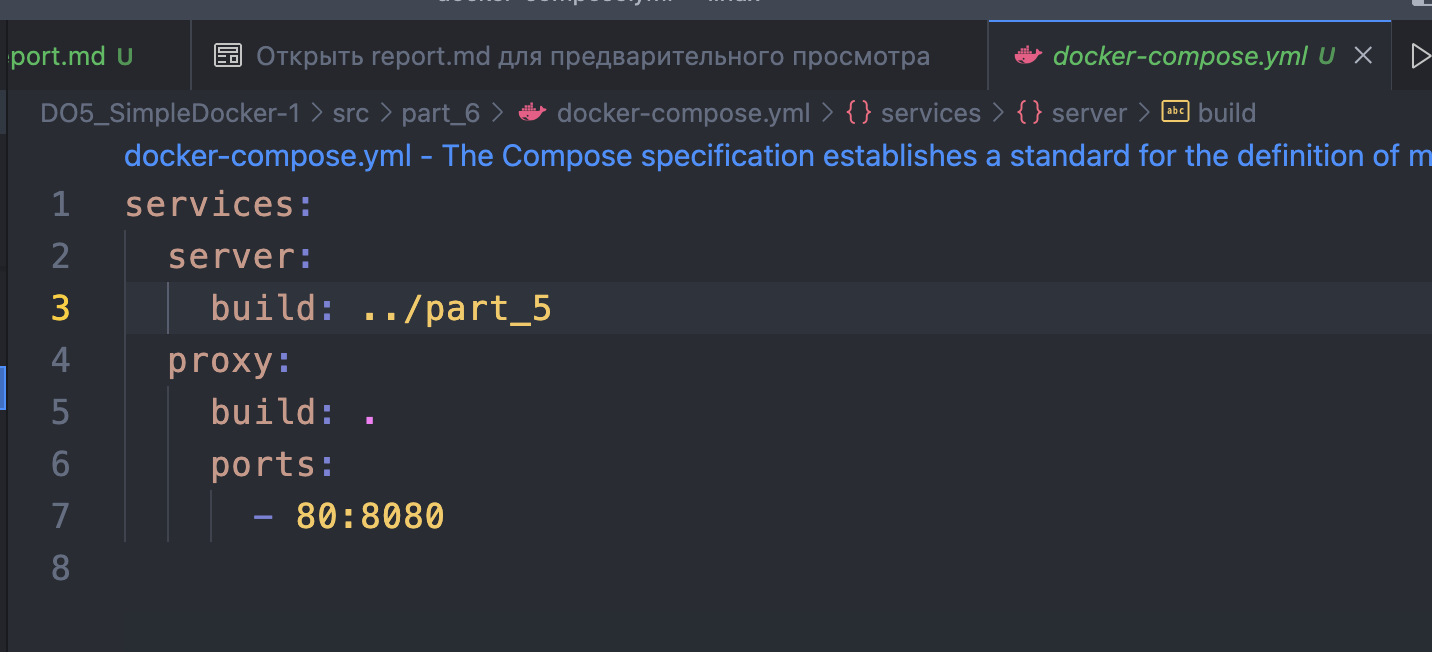 port.md U
Открыть report.md для предварительного просмотра
docker-compose.yml U
DO5_SimpleDocker-1 > src > part_6 > docker-compose.yml > {} services > {} server > abc build
docker-compose.yml - The Compose specification establishes a standard for the definition of m
1 services:
2 server:
3 build: ../part_5
4 proxy:
5 build: .
6 ports:
7 - 80:8080
8